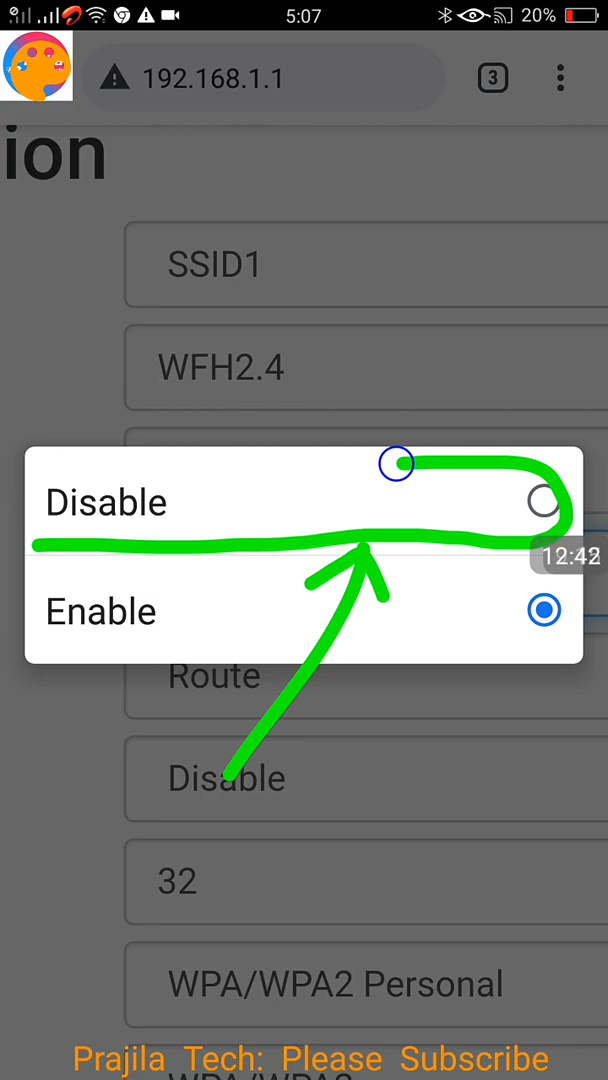 5:07
20%
192.168.1.1
3
ion
SSID1
WFH2.4
Disable
12:42
Enable
Route
Disable
32
WPA/WPA2 Personal
Prajila Tech: Please Subscribe